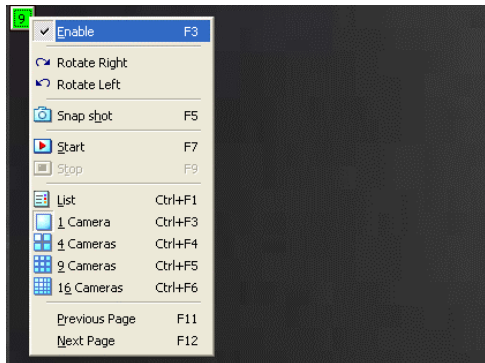 9
Enable F3
Rotate Right
Rotate Left
Snap shot F5
Start F7
Stop F9
List Ctrl+F1
1 Camera Ctrl+F3
4 Cameras Ctrl+F4
9 Cameras Ctrl+F5
16 Cameras Ctrl+F6
Previous Page F11
Next Page F12